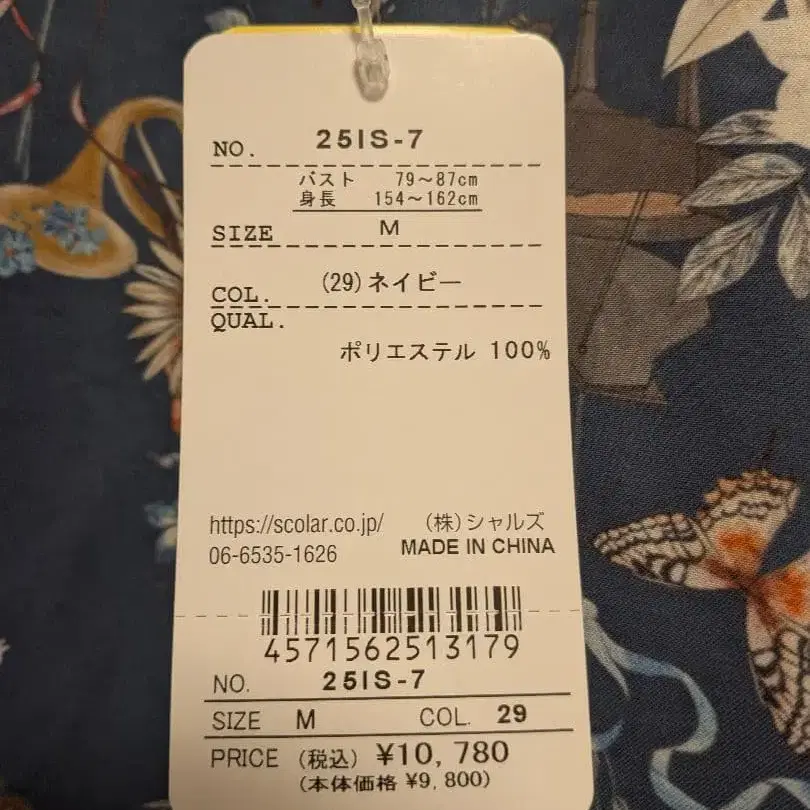 NO. 25IS-7
バスト 79～87cm
身長 154～162cm
SIZE M
COL. (29)ネイビー
QUAL.
ポリエステル 100%
https://scolar.co.jp/ (株)シャルズ
06-6535-1626 MADE IN CHINA
4571562513179
NO. 25IS-7
SIZE M COL. 29
PRICE (税込) ¥10,780
(本体価格 ¥9,800)